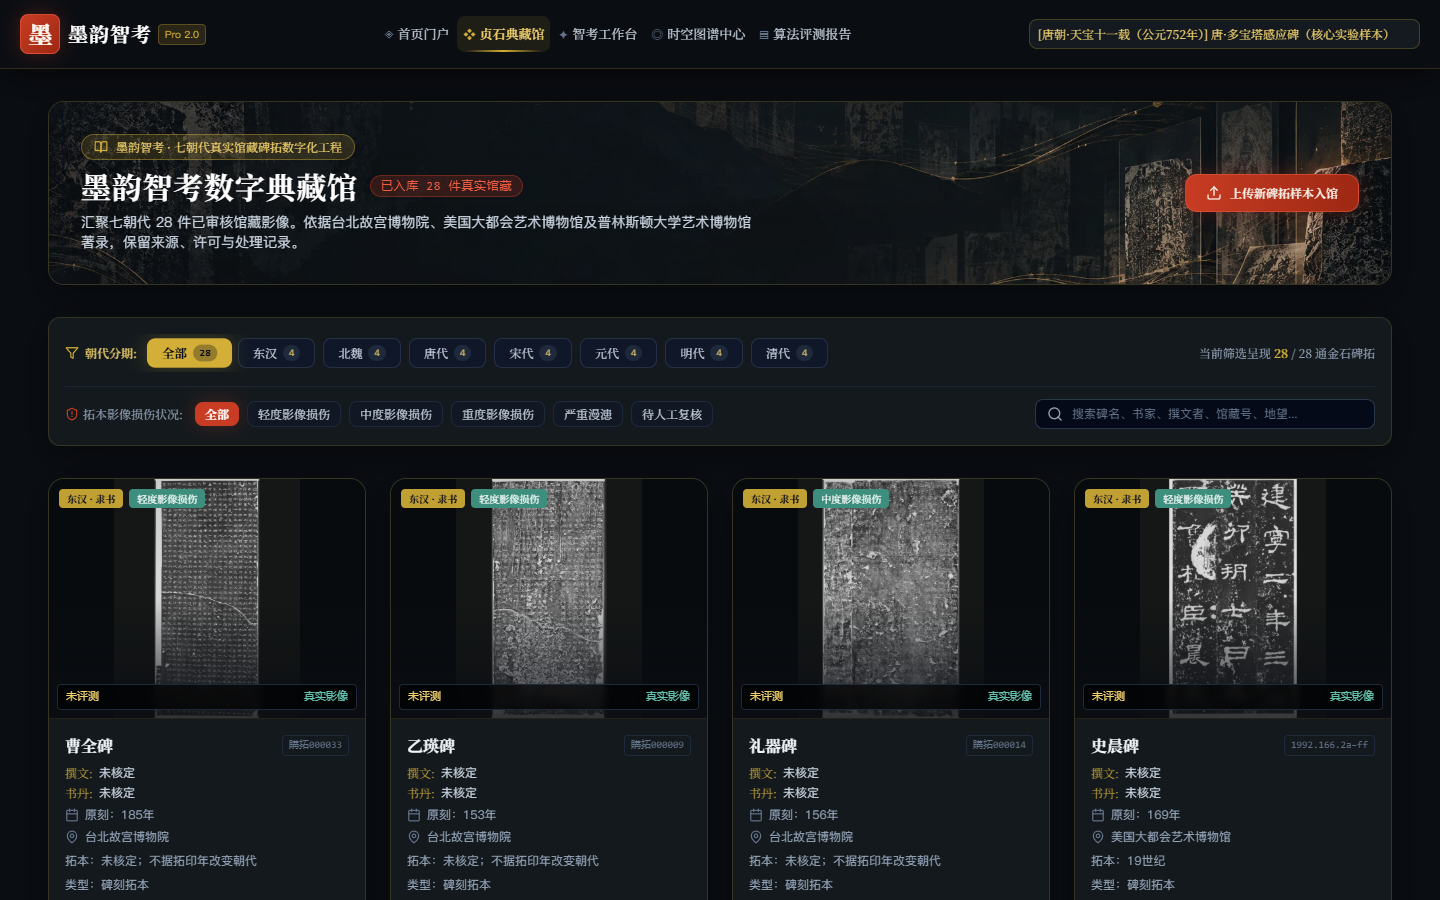 墨 墨韵智考 Pro 2.0
首页门户 贞石典藏馆 智考工作台 时空图谱中心 算法评测报告
[唐朝·天宝十一载（公元752年）] 唐·多宝塔感应碑（核心实验样本）
墨韵智考 · 七朝代真实馆藏碑拓数字化工程
墨韵智考数字典藏馆 已入库 28 件真实馆藏
汇聚七朝代 28 件已审核馆藏影像。依据台北故宫博物院、美国大都会艺术博物馆及普林斯顿大学艺术博物馆
著录，保留来源、许可与处理记录。
上传新碑拓样本入馆
朝代分期: 全部 28 东汉 4 北魏 4 唐代 4 宋代 4 元代 4 明代 4 清代 4
当前筛选呈现 28 / 28 通金石碑拓
拓本影像损伤状况: 全部 轻度影像损伤 中度影像损伤 重度影像损伤 严重漫漶 待人工复核
搜索碑名、书家、撰文者、馆藏号、地望...
东汉 · 隶书 轻度影像损伤
未评测 真实影像
曹全碑 購拓000033
撰文: 未核定
书丹: 未核定
原刻：185年
台北故宫博物院
拓本：未核定；不据拓印年改变朝代
类型：碑刻拓本
东汉 · 隶书 轻度影像损伤
未评测 真实影像
乙瑛碑 購拓000009
撰文: 未核定
书丹: 未核定
原刻：153年
台北故宫博物院
拓本：未核定；不据拓印年改变朝代
类型：碑刻拓本
东汉 · 隶书 中度影像损伤
未评测 真实影像
礼器碑 購拓000014
撰文: 未核定
书丹: 未核定
原刻：156年
台北故宫博物院
拓本：未核定；不据拓印年改变朝代
类型：碑刻拓本
东汉 · 隶书 轻度影像损伤
建寧二年三
癸卯朔七日
相臣晨
未评测 真实影像
史晨碑 1992.166.2a–ff
撰文: 未核定
书丹: 未核定
原刻：169年
美国大都会艺术博物馆
拓本：19世纪
类型：碑刻拓本